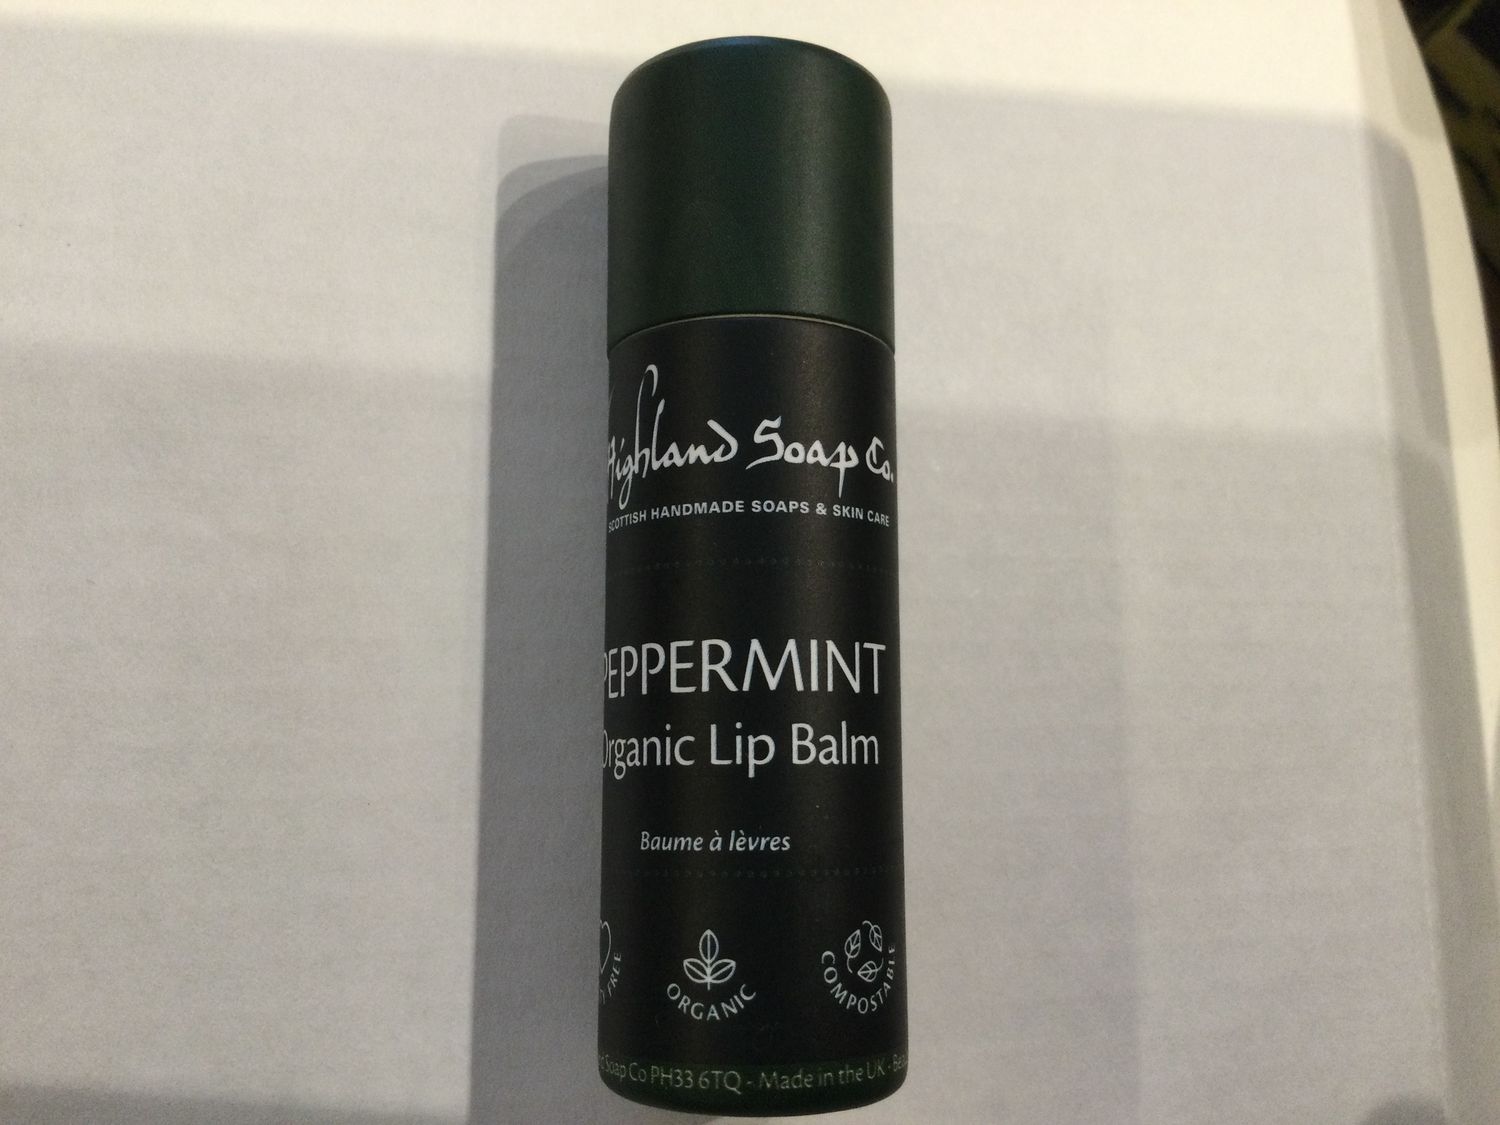 Highland Soap Co.
SCOTTISH HANDMADE SOAPS & SKIN CARE
PEPPERMINT
Organic Lip Balm
Baume à lèvres
FREE
ORGANIC
COMPOSTABLE
Soap Co PH33 6TQ - Made in the UK -